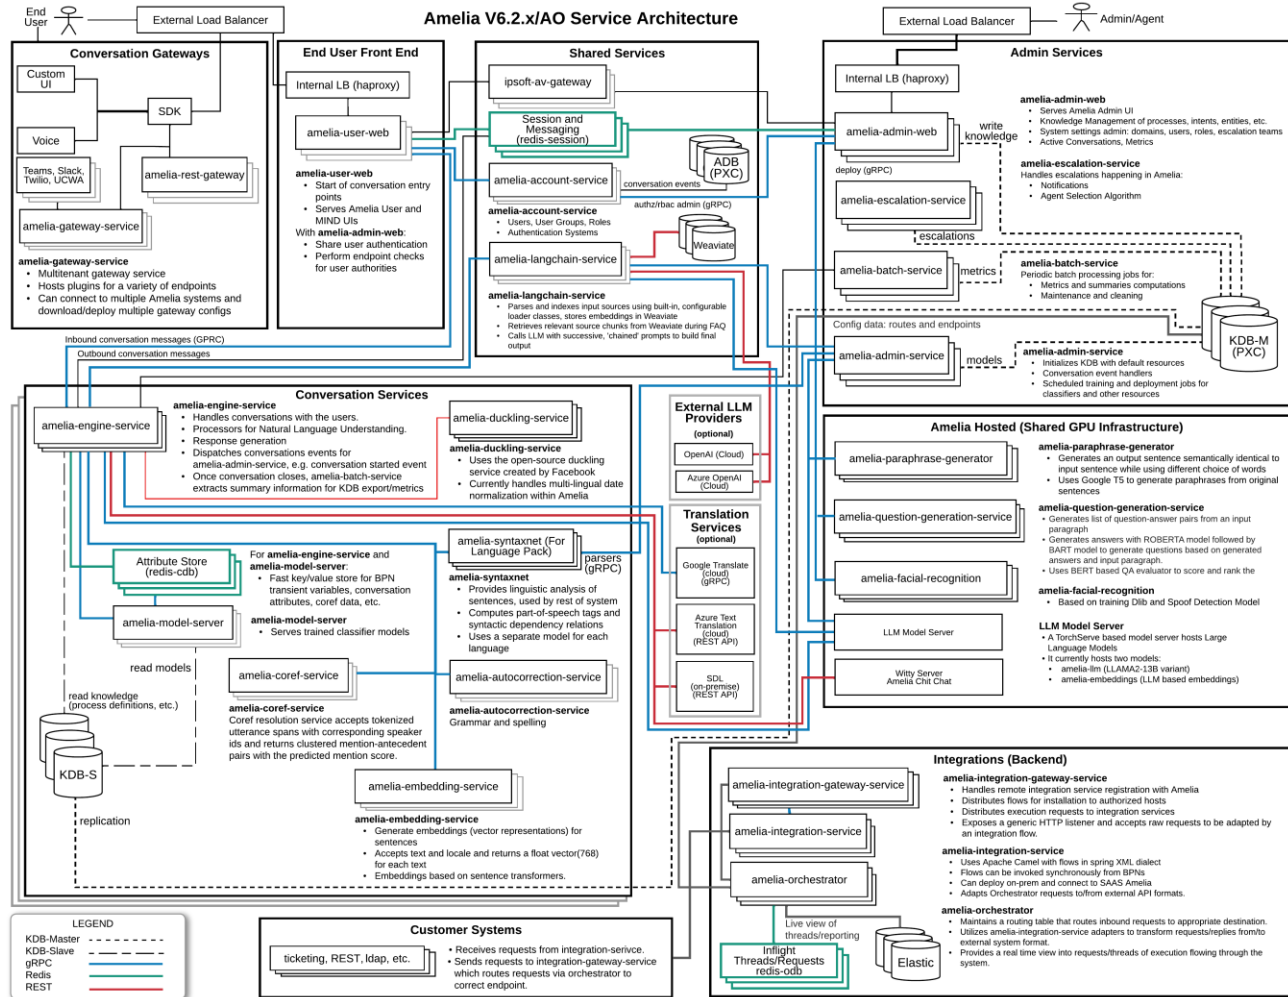 Amelia V6.2.x/AO Service Architecture
End
User
External Load Balancer
External Load Balancer
Admin/Agent
Conversation Gateways
Custom
UI
SDK
Voice
Teams, Slack,
Twilio, UCWA
amelia-rest-gateway
amelia-gateway-service
amelia-gateway-service
• Multitenant gateway service
• Hosts plugins for a variety of endpoints
• Can connect to multiple Amelia systems and
download/deploy multiple gateway configs
End User Front End
Internal LB (haproxy)
amelia-user-web
amelia-user-web
• Start of conversation entry
points
• Serves Amelia User and
MIND UIs
With amelia-admin-web:
• Share user authentication
• Perform endpoint checks
for user authorities
Shared Services
ipsoft-av-gateway
Session and
Messaging
(redis-session)
ADB
(PXC)
amelia-account-service
conversation events
authz/rbac admin (gRPC)
amelia-account-service
• Users, User Groups, Roles
• Authentication Systems
Weaviate
amelia-langchain-service
amelia-langchain-service
• Parses and indexes input sources using built-in, configurable
loader classes, stores embeddings in Weaviate
• Retrieves relevant source chunks from Weaviate during FAQ
• Calls LLM with successive, 'chained' prompts to build final
output
Admin Services
Internal LB (haproxy)
amelia-admin-web
write
knowledge
deploy (gRPC)
amelia-escalation-service
escalations
amelia-batch-service
metrics
Config data: routes and endpoints
amelia-admin-service
models
KDB-M
(PXC)
amelia-admin-web
• Serves Amelia Admin UI
• Knowledge Management of processes, intents, entities, etc.
• System settings admin: domains, users, roles, escalation teams
• Active Conversations, Metrics
amelia-escalation-service
Handles escalations happening in Amelia:
• Notifications
• Agent Selection Algorithm
amelia-batch-service
Periodic batch processing jobs for:
• Metrics and summaries computations
• Maintenance and cleaning
amelia-admin-service
• Initializes KDB with default resources
• Conversation event handlers
• Scheduled training and deployment jobs for
classifiers and other resources
Inbound conversation messages (GPRC)
Outbound conversation messages
Conversation Services
amelia-engine-service
amelia-engine-service
• Handles conversations with the users.
• Processors for Natural Language Understanding.
• Response generation
• Dispatches conversations events for
amelia-admin-service, e.g. conversation started event
• Once conversation closes, amelia-batch-service
extracts summary information for KDB export/metrics
amelia-duckling-service
amelia-duckling-service
• Uses the open-source duckling
service created by Facebook
• Currently handles multi-lingual date
normalization within Amelia
Attribute Store
(redis-cdb)
For amelia-engine-service and
amelia-model-server:
• Fast key/value store for BPN
transient variables, conversation
attributes, coref data, etc.
amelia-model-server
amelia-model-server
• Serves trained classifier models
read models
amelia-syntaxnet (For
Language Pack)
parsers
(gRPC)
amelia-syntaxnet
• Provides linguistic analysis of
sentences, used by rest of system
• Computes part-of-speech tags and
syntactic dependency relations
• Uses a separate model for each
language
amelia-coref-service
amelia-coref-service
Coref resolution service accepts tokenized
utterance spans with corresponding speaker
ids and returns clustered mention-antecedent
pairs with the predicted mention score.
amelia-autocorrection-service
amelia-autocorrection-service
Grammar and spelling
read knowledge
(process definitions, etc.)
KDB-S
replication
amelia-embedding-service
amelia-embedding-service
• Generate embeddings (vector representations) for
sentences
• Accepts text and locale and returns a float vector(768)
for each text
• Embeddings based on sentence transformers.
External LLM
Providers
(optional)
OpenAI (Cloud)
Azure OpenAI
(Cloud)
Translation
Services
(optional)
Google Translate
(cloud)
(gRPC)
Azure Text
Translation
(cloud)
(REST API)
SDL
(on-premise)
(REST API)
Amelia Hosted (Shared GPU Infrastructure)
amelia-paraphrase-generator
amelia-question-generation-service
amelia-facial-recognition
LLM Model Server
Witty Server
Amelia Chit Chat
amelia-paraphrase-generator
• Generates an output sentence semantically identical to
input sentence while using different choice of words
• Uses Google T5 to generate paraphrases from original
sentences
amelia-question-generation-service
• Generates list of question-answer pairs from an input
paragraph
• Generates answers with ROBERTA model followed by
BART model to generate questions based on generated
answers and input paragraph.
• Uses BERT based QA evaluator to score and rank the
amelia-facial-recognition
• Based on training Dlib and Spoof Detection Model
LLM Model Server
• A TorchServe based model server hosts Large
Language Models
• It currently hosts two models:
• amelia-llm (LLAMA2-13B variant)
• amelia-embeddings (LLM based embeddings)
Integrations (Backend)
amelia-integration-gateway-service
amelia-integration-service
amelia-orchestrator
Live view of
threads/reporting
Inflight
Threads/Requests
redis-odb
Elastic
amelia-integration-gateway-service
• Handles remote integration service registration with Amelia
• Distributes flows for installation to authorized hosts
• Distributes execution requests to integration services
• Exposes a generic HTTP listener and accepts raw requests to be adapted by
an integration flow.
amelia-integration-service
• Uses Apache Camel with flows in spring XML dialect
• Flows can be invoked synchronously from BPNs
• Can deploy on-prem and connect to SAAS Amelia
• Adapts Orchestrator requests to/from external API formats.
amelia-orchestrator
• Maintains a routing table that routes inbound requests to appropriate destination.
• Utilizes amelia-integration-service adapters to transform requests/replies from/to
external system format.
• Provides a real time view into requests/threads of execution flowing through the
system.
LEGEND
KDB-Master
KDB-Slave
gRPC
Redis
REST
Customer Systems
ticketing, REST, ldap, etc.
• Receives requests from integration-serivce.
• Sends requests to integration-gateway-service
which routes requests via orchestrator to
correct endpoint.